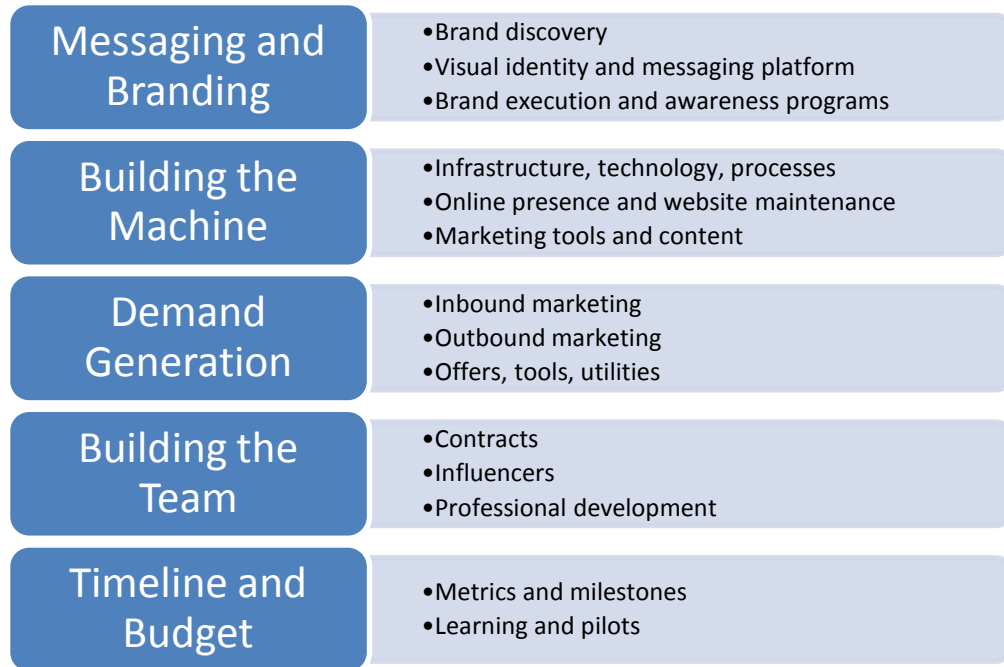 Messaging and
Branding
•Brand discovery
•Visual identity and messaging platform
•Brand execution and awareness programs
Building the
Machine
•Infrastructure, technology, processes
•Online presence and website maintenance
•Marketing tools and content
Demand
Generation
•Inbound marketing
•Outbound marketing
•Offers, tools, utilities
Building the
Team
•Contracts
•Influencers
•Professional development
Timeline and
Budget
•Metrics and milestones
•Learning and pilots